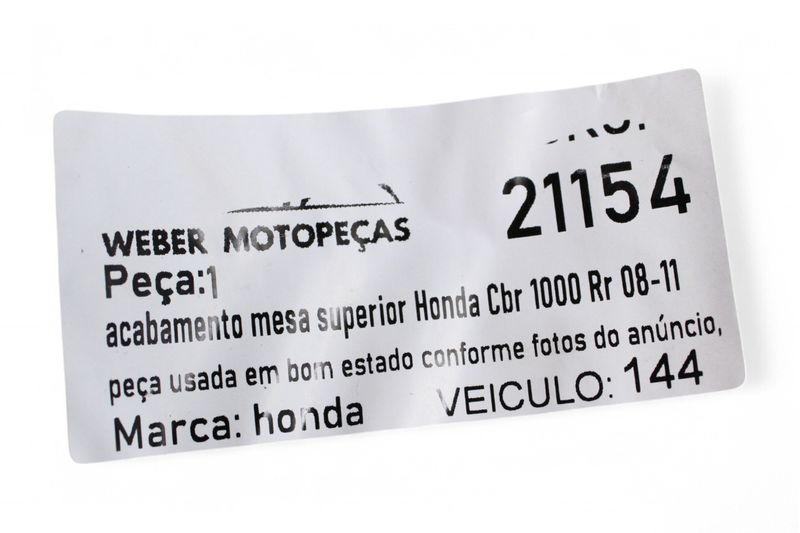 21154
WEBER MOTOPEÇAS
Peça:1
acabamento mesa superior Honda Cbr 1000 Rr 08-11
peça usada em bom estado conforme fotos do anúncio,
Marca: honda
VEICULO: 144